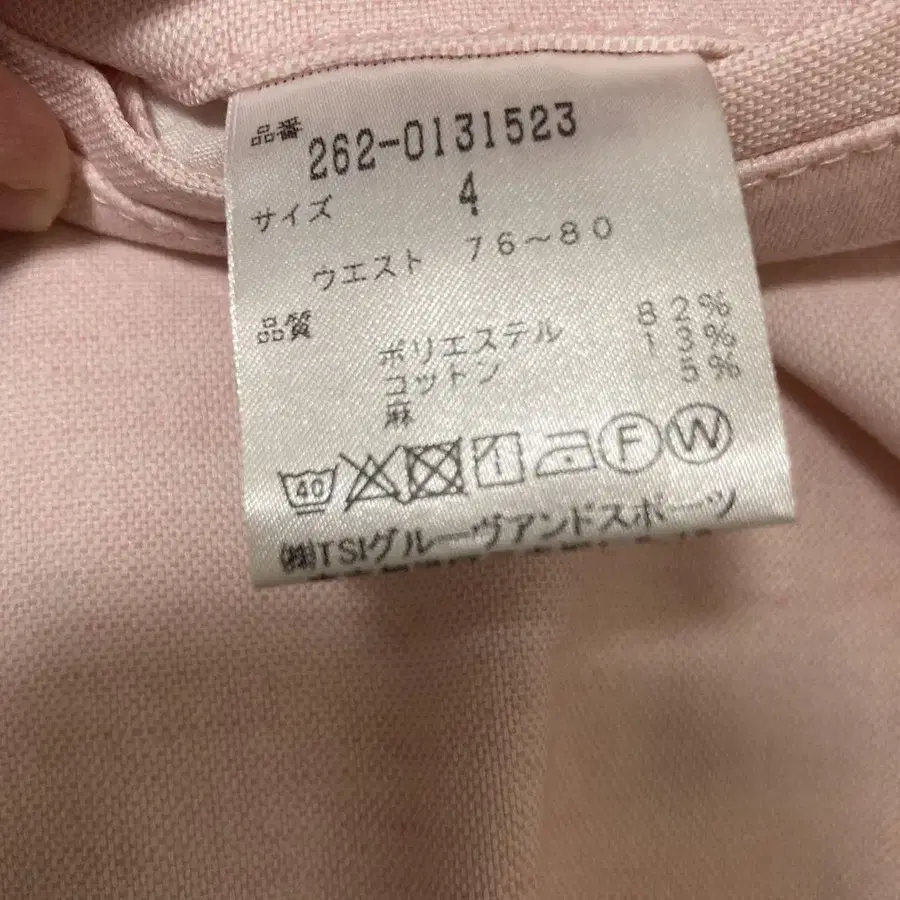 品番 262-0131523
サイズ 4
ウエスト 76~80
品質
ポリエステル 82%
コットン 13%
麻 5%
40 F W
㈱TSIグルーヴアンドスポーツ